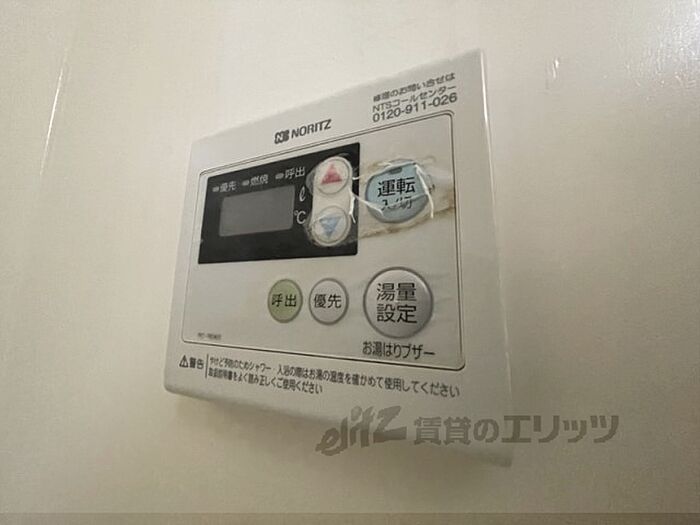 修理のお問い合せは
NTSコールセンター
0120-911-026
NORITZ
優先 燃焼 呼出
ℓ
℃
運転
入/切
呼出
優先
湯量
設定
お湯はりブザー
警告
やけど予防のためシャワー・入浴の際はお湯の温度を確かめて使用してください
取扱説明書をよく読み正しくご使用ください
elitz 賃貸のエリッツ